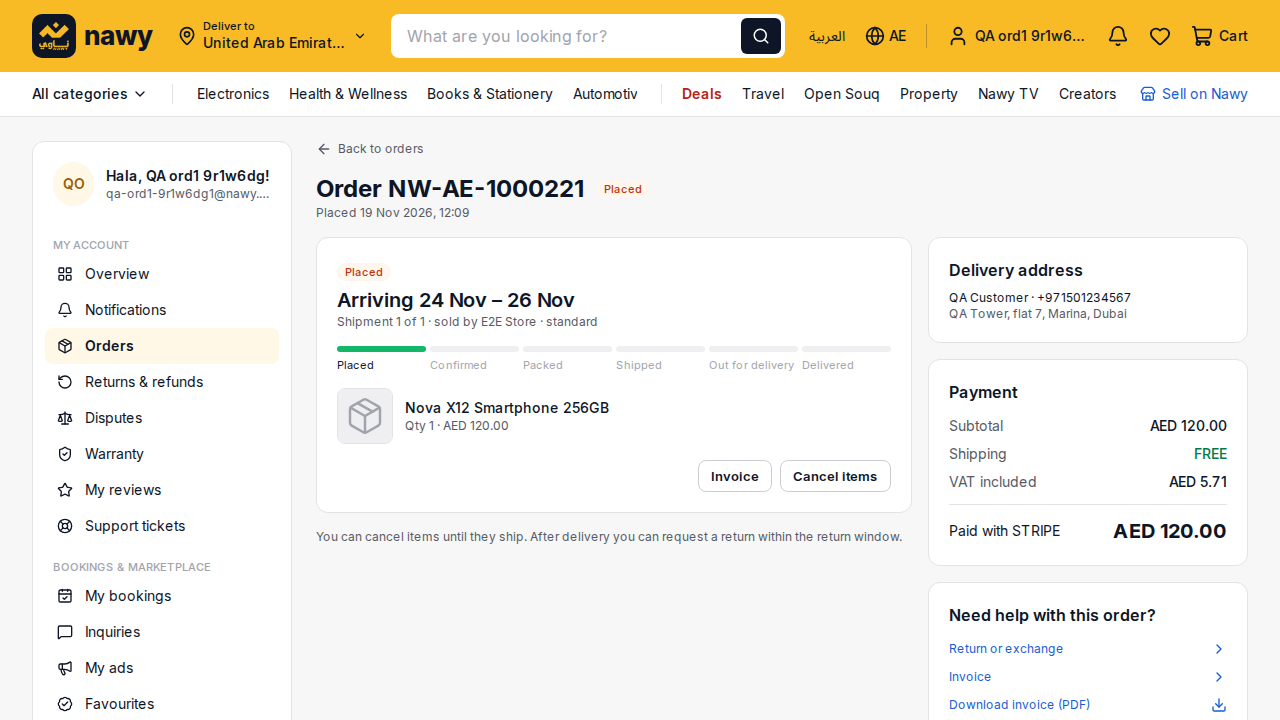 ناوي
nawy
Deliver to
United Arab Emirat...
What are you looking for?
العربية
AE
QA ord1 9r1w6...
Cart
All categories
Electronics
Health & Wellness
Books & Stationery
Automotiv
Deals
Travel
Open Souq
Property
Nawy TV
Creators
Sell on Nawy
QO
Hala, QA ord1 9r1w6dg!
qa-ord1-9r1w6dg1@nawy....
MY ACCOUNT
Overview
Notifications
Orders
Returns & refunds
Disputes
Warranty
My reviews
Support tickets
BOOKINGS & MARKETPLACE
My bookings
Inquiries
My ads
Favourites
Back to orders
Order NW-AE-1000221
Placed
Placed 19 Nov 2026, 12:09
Placed
Arriving 24 Nov – 26 Nov
Shipment 1 of 1 · sold by E2E Store · standard
Placed
Confirmed
Packed
Shipped
Out for delivery
Delivered
Nova X12 Smartphone 256GB
Qty 1 · AED 120.00
Invoice
Cancel items
You can cancel items until they ship. After delivery you can request a return within the return window.
Delivery address
QA Customer · +971501234567
QA Tower, flat 7, Marina, Dubai
Payment
Subtotal AED 120.00
Shipping FREE
VAT included AED 5.71
Paid with STRIPE AED 120.00
Need help with this order?
Return or exchange
Invoice
Download invoice (PDF)